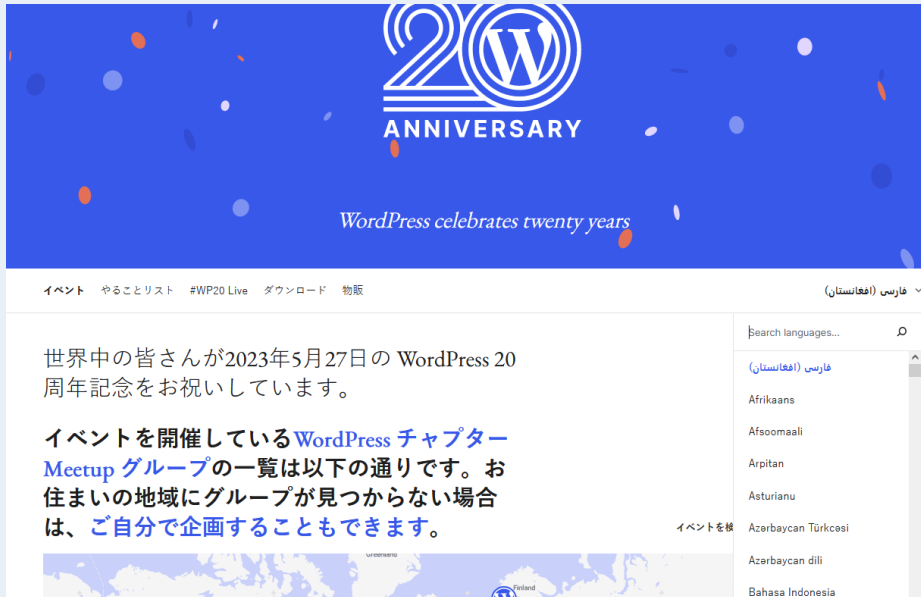 20
W
ANNIVERSARY
WordPress celebrates twenty years
イベント やることリスト #WP20 Live ダウンロード 物販
فارسی (افغانستان)
世界中の皆さんが2023年5月27日の WordPress 20
周年記念をお祝いしています。
イベントを開催しているWordPress チャプター
Meetup グループの一覧は以下の通りです。お
住まいの地域にグループが見つからない場合
は、ご自分で企画することもできます。
イベントを検
Greenland
Finland
Search languages...
فارسی (افغانستان)
Afrikaans
Afsoomaali
Arpitan
Asturianu
Azərbaycan Türkcəsi
Azərbaycan dili
Bahasa Indonesia